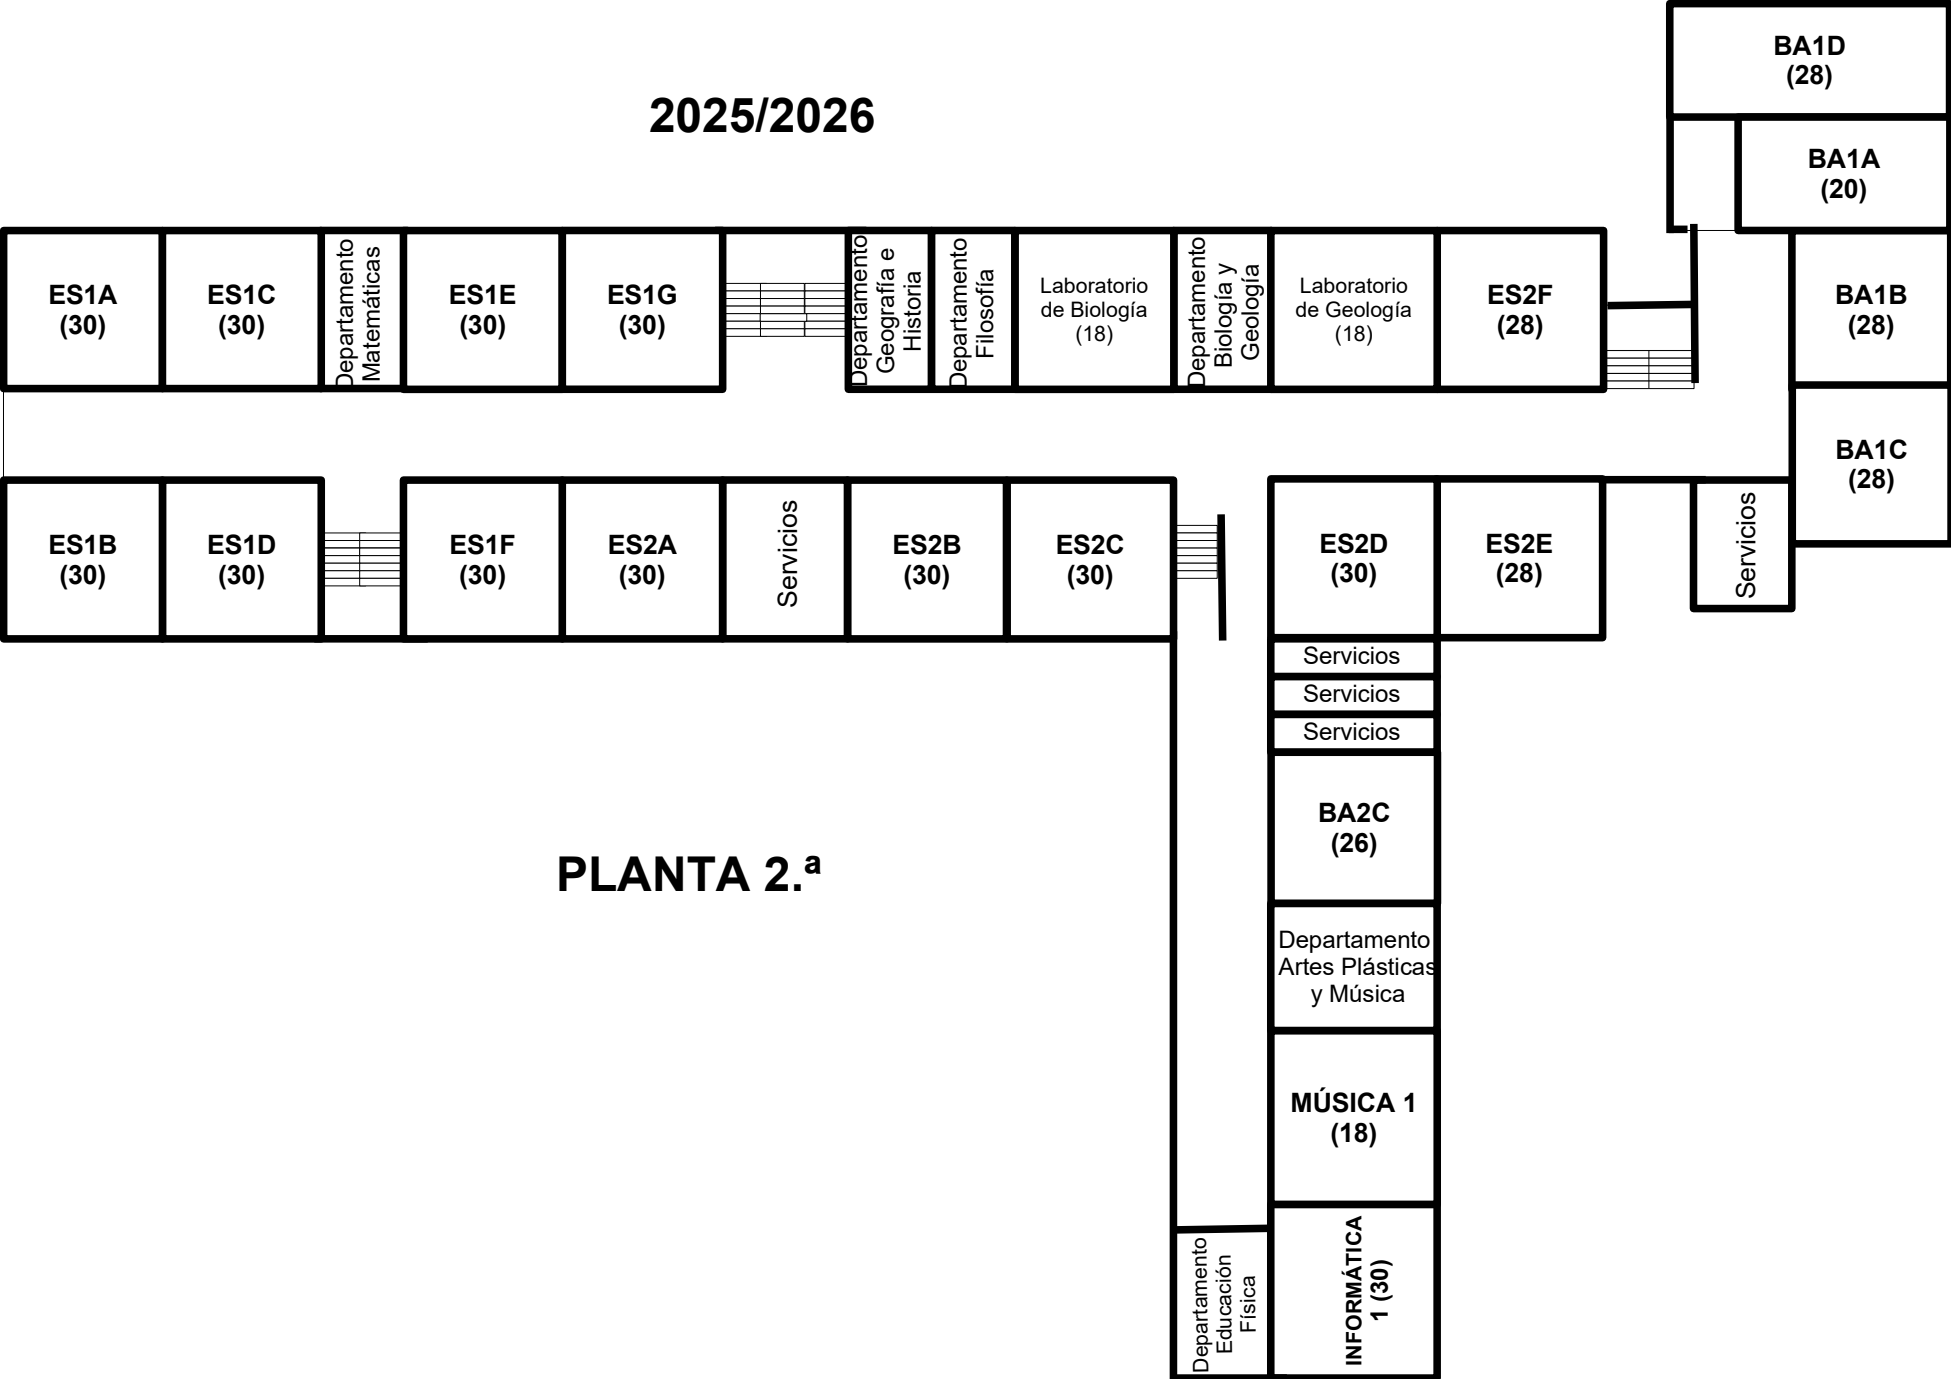 2025/2026
BA1D
(28)
BA1A
(20)
ES1A
(30)
ES1C
(30)
Departamento
Matemáticas
ES1E
(30)
ES1G
(30)
Departamento
Geografía e
Historia
Departamento
Filosofía
Laboratorio
de Biología
(18)
Departamento
Biología y
Geología
Laboratorio
de Geología
(18)
ES2F
(28)
BA1B
(28)
BA1C
(28)
ES1B
(30)
ES1D
(30)
ES1F
(30)
ES2A
(30)
Servicios
ES2B
(30)
ES2C
(30)
ES2D
(30)
ES2E
(28)
Servicios
Servicios
Servicios
Servicios
BA2C
(26)
PLANTA 2.ª
Departamento
Artes Plásticas
y Música
MÚSICA 1
(18)
Departamento
Educación
Física
INFORMÁTICA
1 (30)